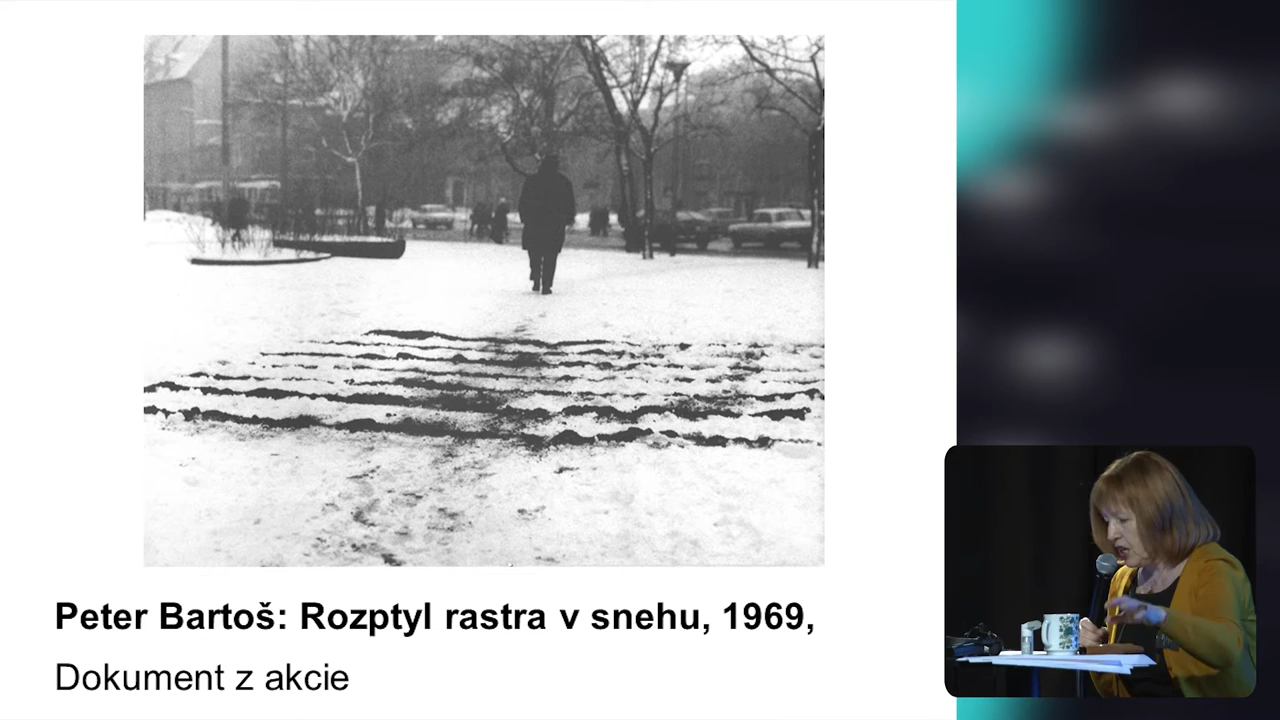 Peter Bartoš: Rozptyl rastra v snehu, 1969,
Dokument z akcie